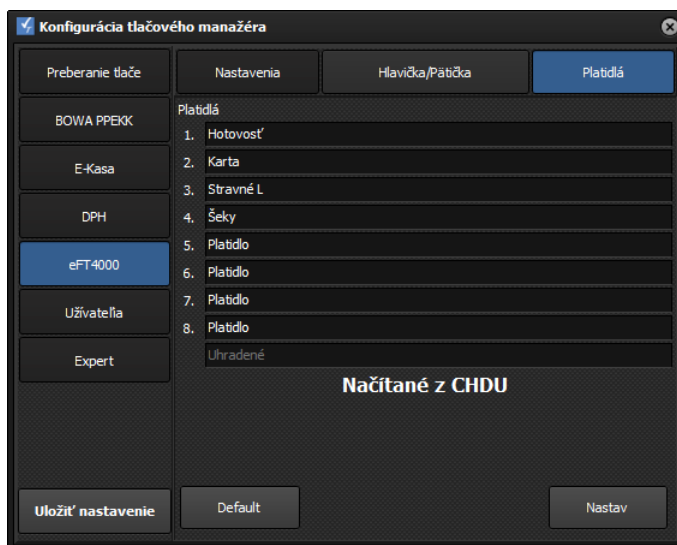 Konfigurácia tlačového manažéra
Preberanie tlače
BOWA PPEKK
E-Kasa
DPH
eFT4000
Užívatelia
Expert
Uložiť nastavenie
Nastavenia
Hlavička/Pätička
Platidlá
Platidlá
1. Hotovosť
2. Karta
3. Stravné L
4. Šeky
5. Platidlo
6. Platidlo
7. Platidlo
8. Platidlo
Uhradené
Načítané z CHDU
Default
Nastav